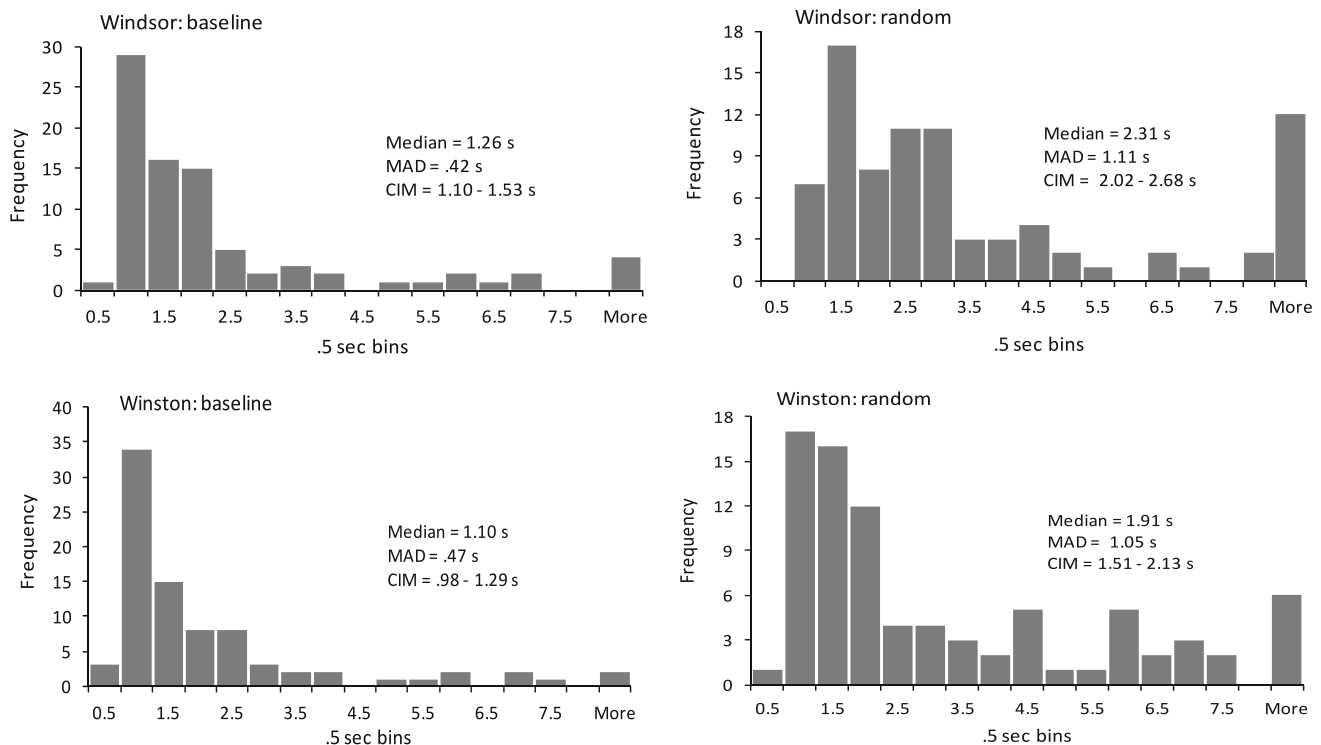 Windsor: baseline
30
25
20
15
10
5
0
Frequency
Median = 1.26 s
MAD = .42 s
CIM = 1.10 - 1.53 s
0.5 1.5 2.5 3.5 4.5 5.5 6.5 7.5 More
.5 sec bins
Windsor: random
18
15
12
9
6
3
0
Frequency
Median = 2.31 s
MAD = 1.11 s
CIM = 2.02 - 2.68 s
0.5 1.5 2.5 3.5 4.5 5.5 6.5 7.5 More
.5 sec bins
Winston: baseline
40
35
30
25
20
15
10
5
0
Frequency
Median = 1.10 s
MAD = .47 s
CIM = .98 - 1.29 s
0.5 1.5 2.5 3.5 4.5 5.5 6.5 7.5 More
.5 sec bins
Winston: random
18
15
12
9
6
3
0
Frequency
Median = 1.91 s
MAD = 1.05 s
CIM = 1.51 - 2.13 s
0.5 1.5 2.5 3.5 4.5 5.5 6.5 7.5 More
.5 sec bins